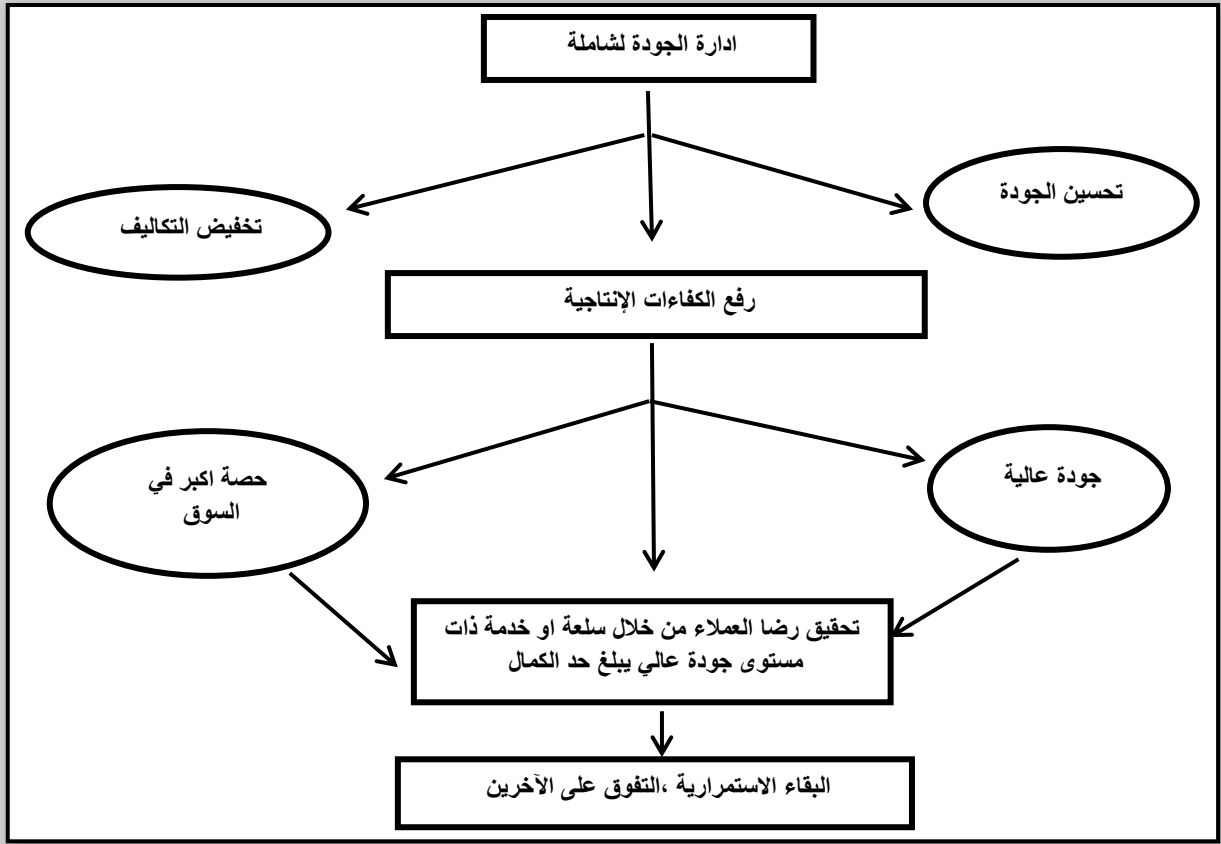 ادارة الجودة لشاملة
تحسين الجودة
تخفيض التكاليف
رفع الكفاءات الإنتاجية
جودة عالية
حصة اكبر في
السوق
تحقيق رضا العملاء من خلال سلعة او خدمة ذات
مستوى جودة عالي يبلغ حد الكمال
البقاء الاستمرارية ،التفوق على الآخرين